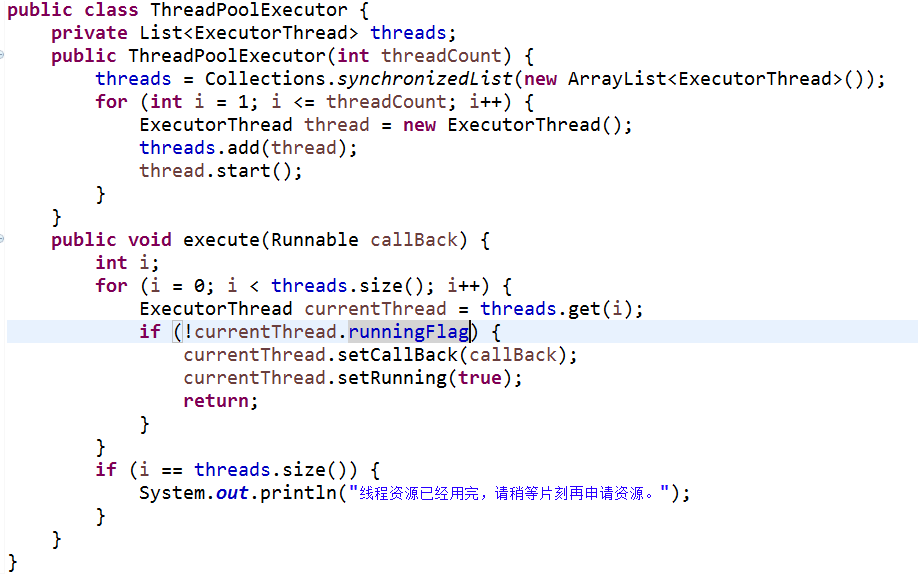 public class ThreadPoolExecutor {
    private List<ExecutorThread> threads;
    public ThreadPoolExecutor(int threadCount) {
        threads = Collections.synchronizedList(new ArrayList<ExecutorThread>());
        for (int i = 1; i <= threadCount; i++) {
            ExecutorThread thread = new ExecutorThread();
            threads.add(thread);
            thread.start();
        }
    }
    public void execute(Runnable callBack) {
        int i;
        for (i = 0; i < threads.size(); i++) {
            ExecutorThread currentThread = threads.get(i);
            if (!currentThread.runningFlag) {
                currentThread.setCallBack(callBack);
                currentThread.setRunning(true);
                return;
            }
        }
        if (i == threads.size()) {
            System.out.println("线程资源已经用完，请稍等片刻再申请资源。");
        }
    }
}